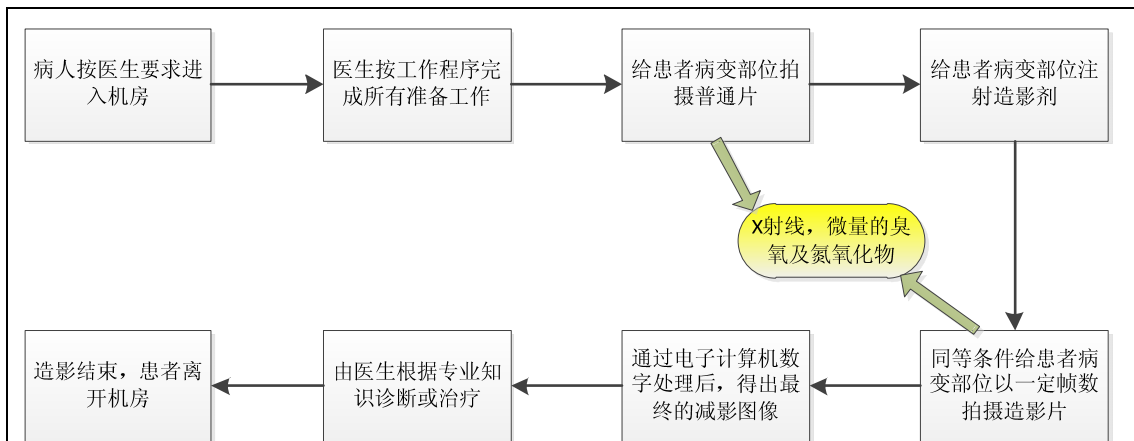 病人按医生要求进
入机房
医生按工作程序完
成所有准备工作
给患者病变部位拍
摄普通片
给患者病变部位注
射造影剂
X射线，微量的臭
氧及氮氧化物
同等条件给患者病
变部位以一定帧数
拍摄造影片
通过电子计算机数
字处理后，得出最
终的减影图像
由医生根据专业知
识诊断或治疗
造影结束，患者离
开机房